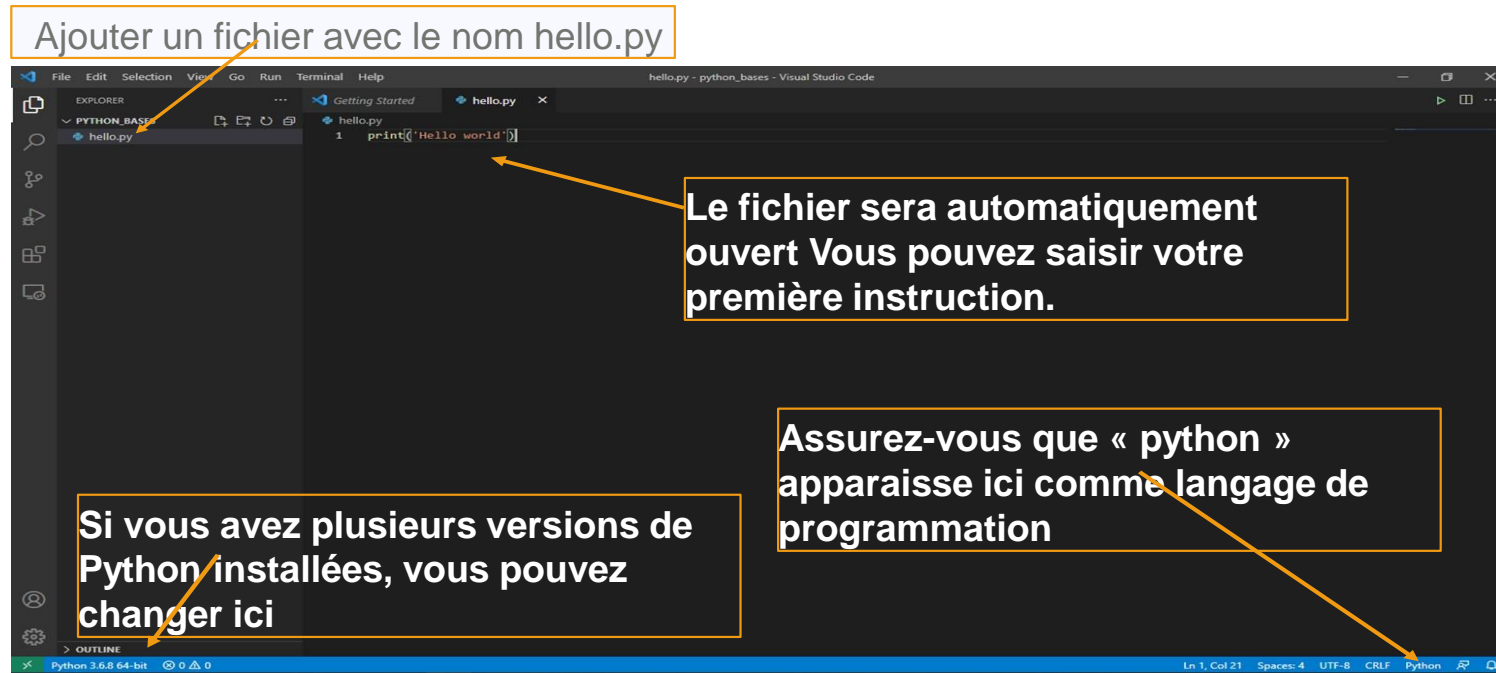 Ajouter un fichier avec le nom hello.py
File Edit Selection View Go Run Terminal Help
hello.py - python_bases - Visual Studio Code
EXPLORER
Getting Started
hello.py
PYTHON_BASES
hello.py
hello.py
1 print('Hello world')
Le fichier sera automatiquement
ouvert Vous pouvez saisir votre
première instruction.
Assurez-vous que « python »
apparaisse ici comme langage de
programmation
Si vous avez plusieurs versions de
Python installées, vous pouvez
changer ici
> OUTLINE
Python 3.6.8 64-bit 0 0
Ln 1, Col 21 Spaces: 4 UTF-8 CRLF Python